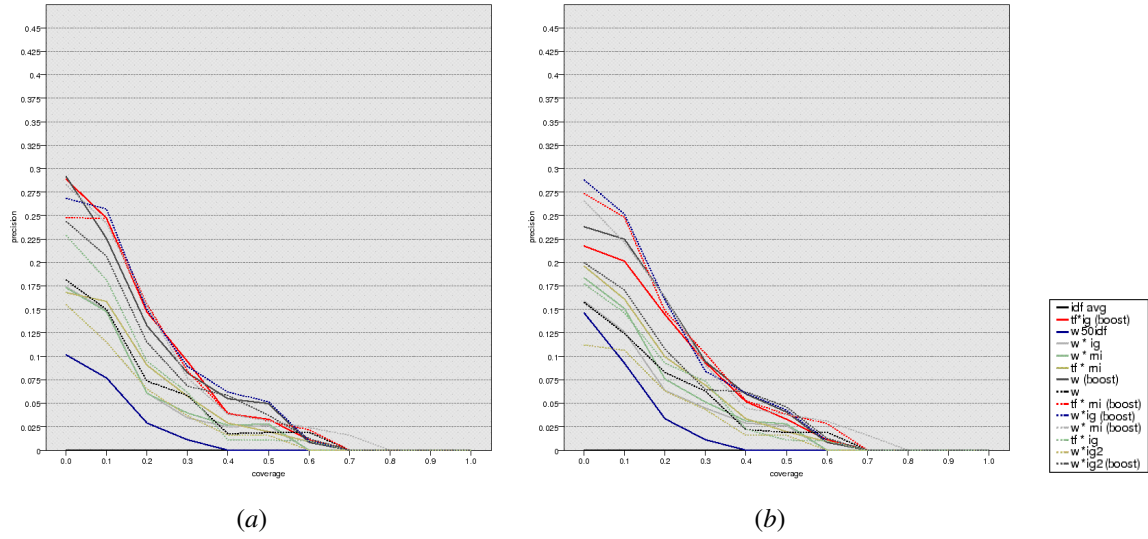 0.45
0.425
0.4
0.375
0.35
0.325
0.3
0.275
0.25
0.225
0.2
0.175
0.15
0.125
0.1
0.075
0.05
0.025
0
precision
0.0 0.1 0.2 0.3 0.4 0.5 0.6 0.7 0.8 0.9 1.0
coverage
(a)
0.45
0.425
0.4
0.375
0.35
0.325
0.3
0.275
0.25
0.225
0.2
0.175
0.15
0.125
0.1
0.075
0.05
0.025
0
precision
0.0 0.1 0.2 0.3 0.4 0.5 0.6 0.7 0.8 0.9 1.0
coverage
(b)
idf avg
tf*ig (boost)
w50idf
w * ig
w * mi
tf * mi
w (boost)
w
tf * mi (boost)
w*ig (boost)
w * mi (boost)
tf * ig
w*ig2
w*ig2 (boost)